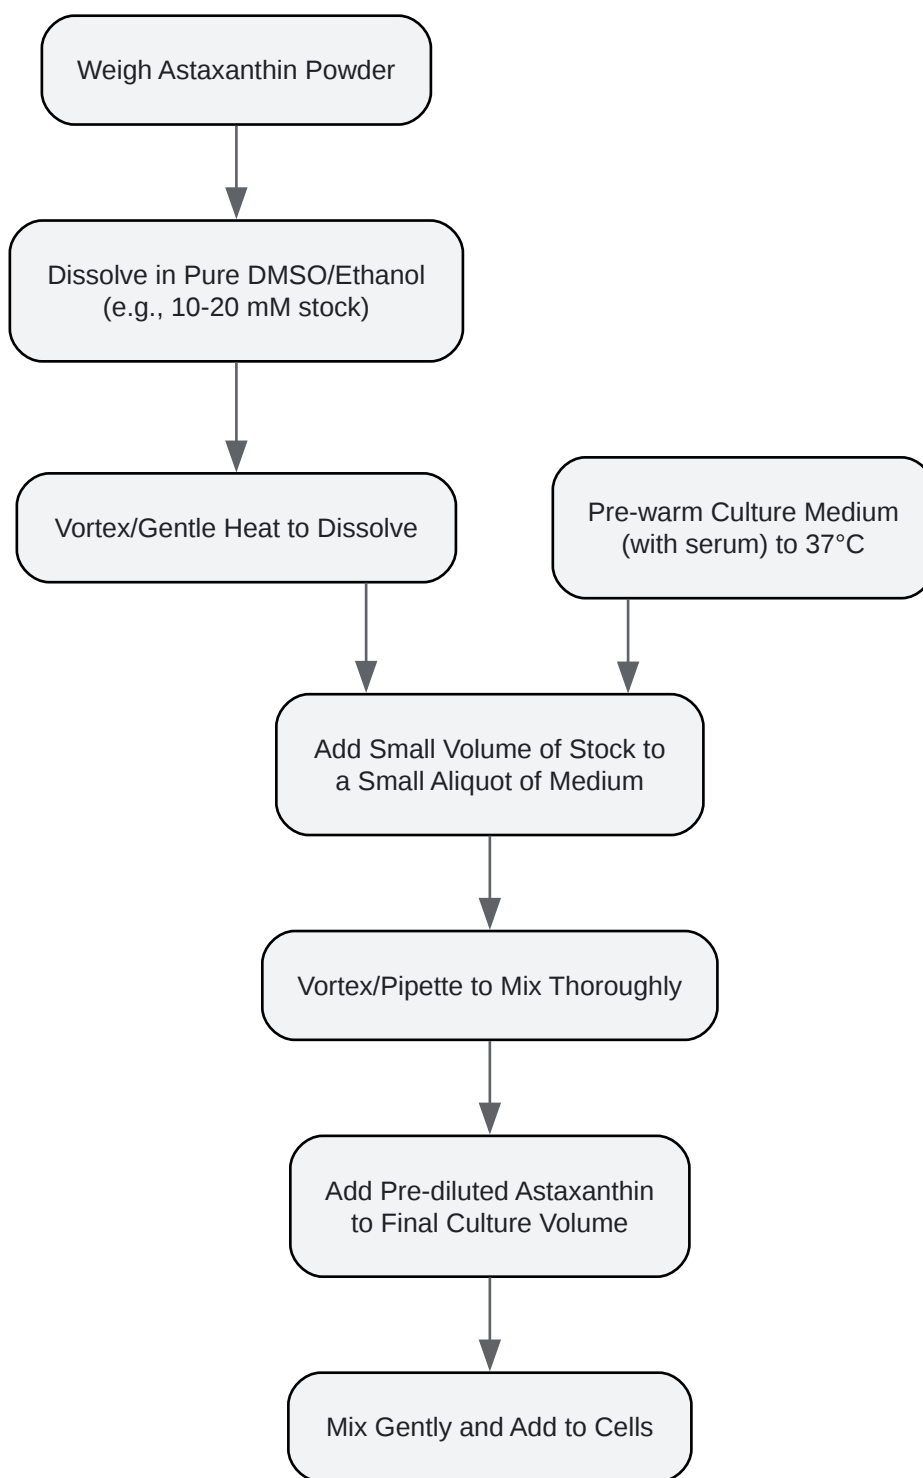 Weigh Astaxanthin Powder
Dissolve in Pure DMSO/Ethanol
(e.g., 10-20 mM stock)
Vortex/Gentle Heat to Dissolve
Pre-warm Culture Medium
(with serum) to 37°C
Add Small Volume of Stock to
a Small Aliquot of Medium
Vortex/Pipette to Mix Thoroughly
Add Pre-diluted Astaxanthin
to Final Culture Volume
Mix Gently and Add to Cells